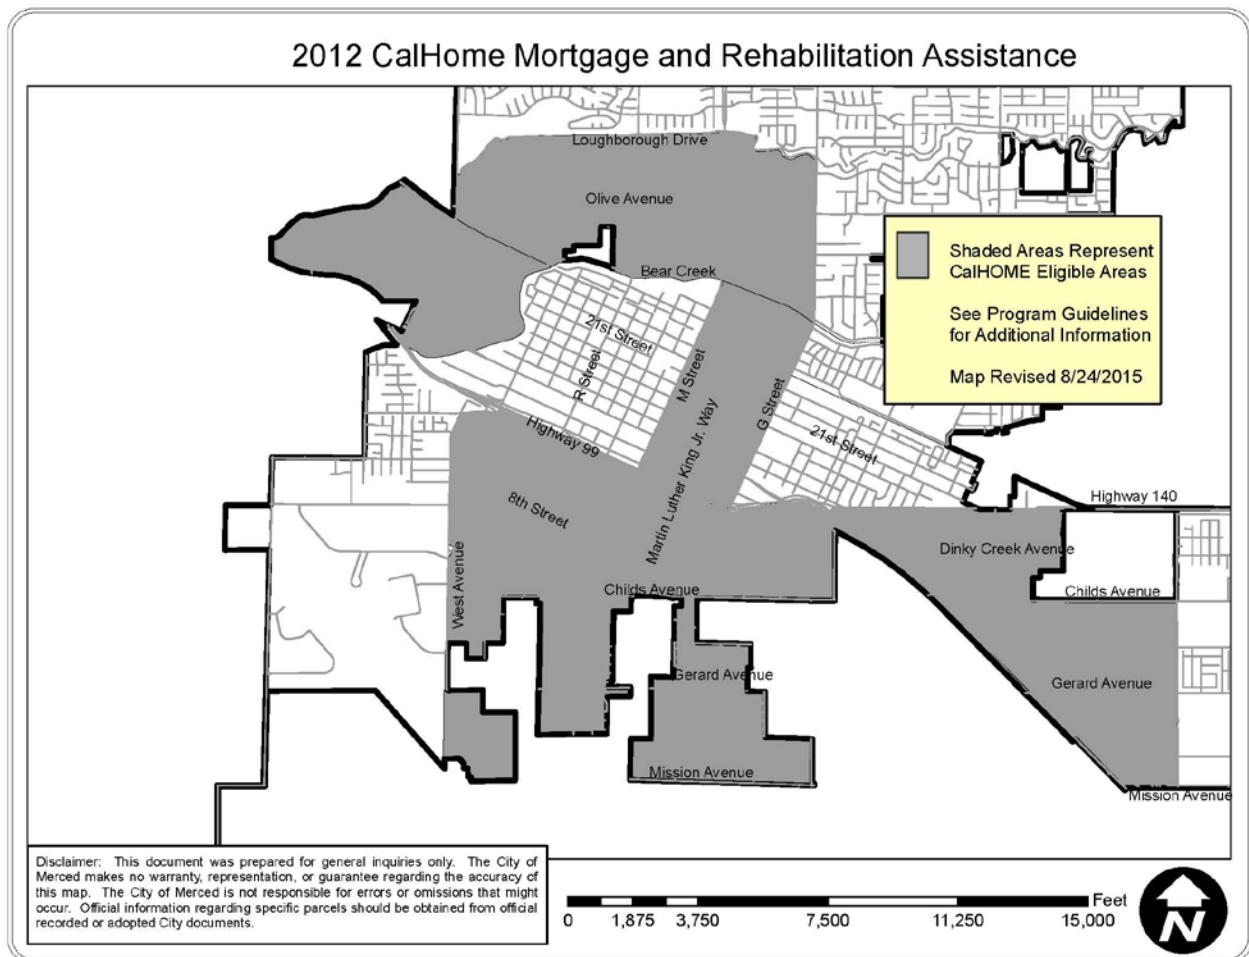 2012 CalHome Mortgage and Rehabilitation Assistance
Loughborough Drive
Olive Avenue
Bear Creek
21st Street
R Street
M Street
G Street
21st Street
Highway 99
Martin Luther King Jr. Way
8th Street
West Avenue
Childs Avenue
Gerard Avenue
Mission Avenue
Highway 140
Dinky Creek Avenue
Childs Avenue
Gerard Avenue
Mission Avenue
Shaded Areas Represent
CalHOME Eligible Areas
See Program Guidelines
for Additional Information
Map Revised 8/24/2015
Disclaimer: This document was prepared for general inquiries only. The City of
Merced makes no warranty, representation, or guarantee regarding the accuracy of
this map. The City of Merced is not responsible for errors or omissions that might
occur. Official information regarding specific parcels should be obtained from official
recorded or adopted City documents.
Feet
0 1,875 3,750 7,500 11,250 15,000
N